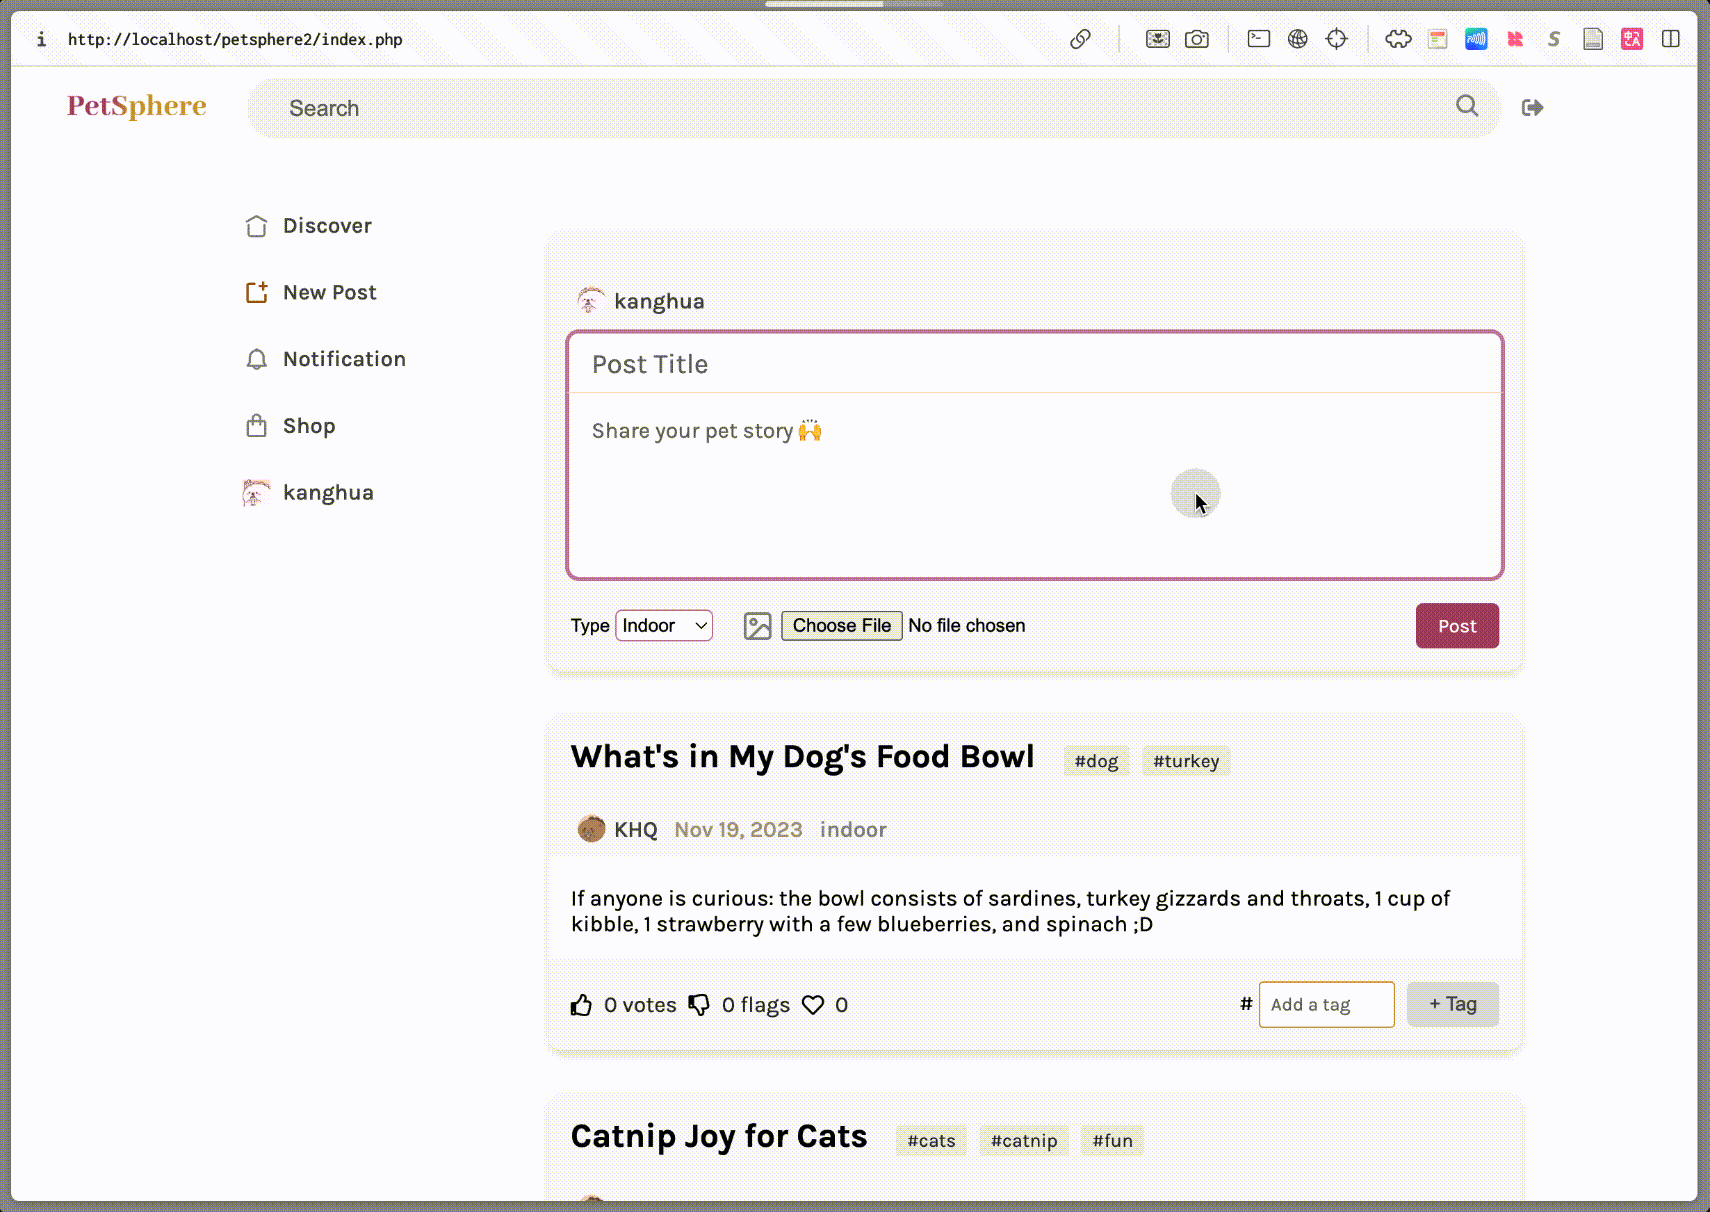 http://localhost/petsphere2/index.php
PetSphere
Search
Discover
New Post
Notification
Shop
kanghua
kanghua
Post Title
Share your pet story 🙌
Type Indoor Choose File No file chosen Post
What's in My Dog's Food Bowl #dog #turkey
KHQ Nov 19, 2023 indoor
If anyone is curious: the bowl consists of sardines, turkey gizzards and throats, 1 cup of
kibble, 1 strawberry with a few blueberries, and spinach ;D
0 votes 0 flags 0 # Add a tag + Tag
Catnip Joy for Cats #cats #catnip #fun